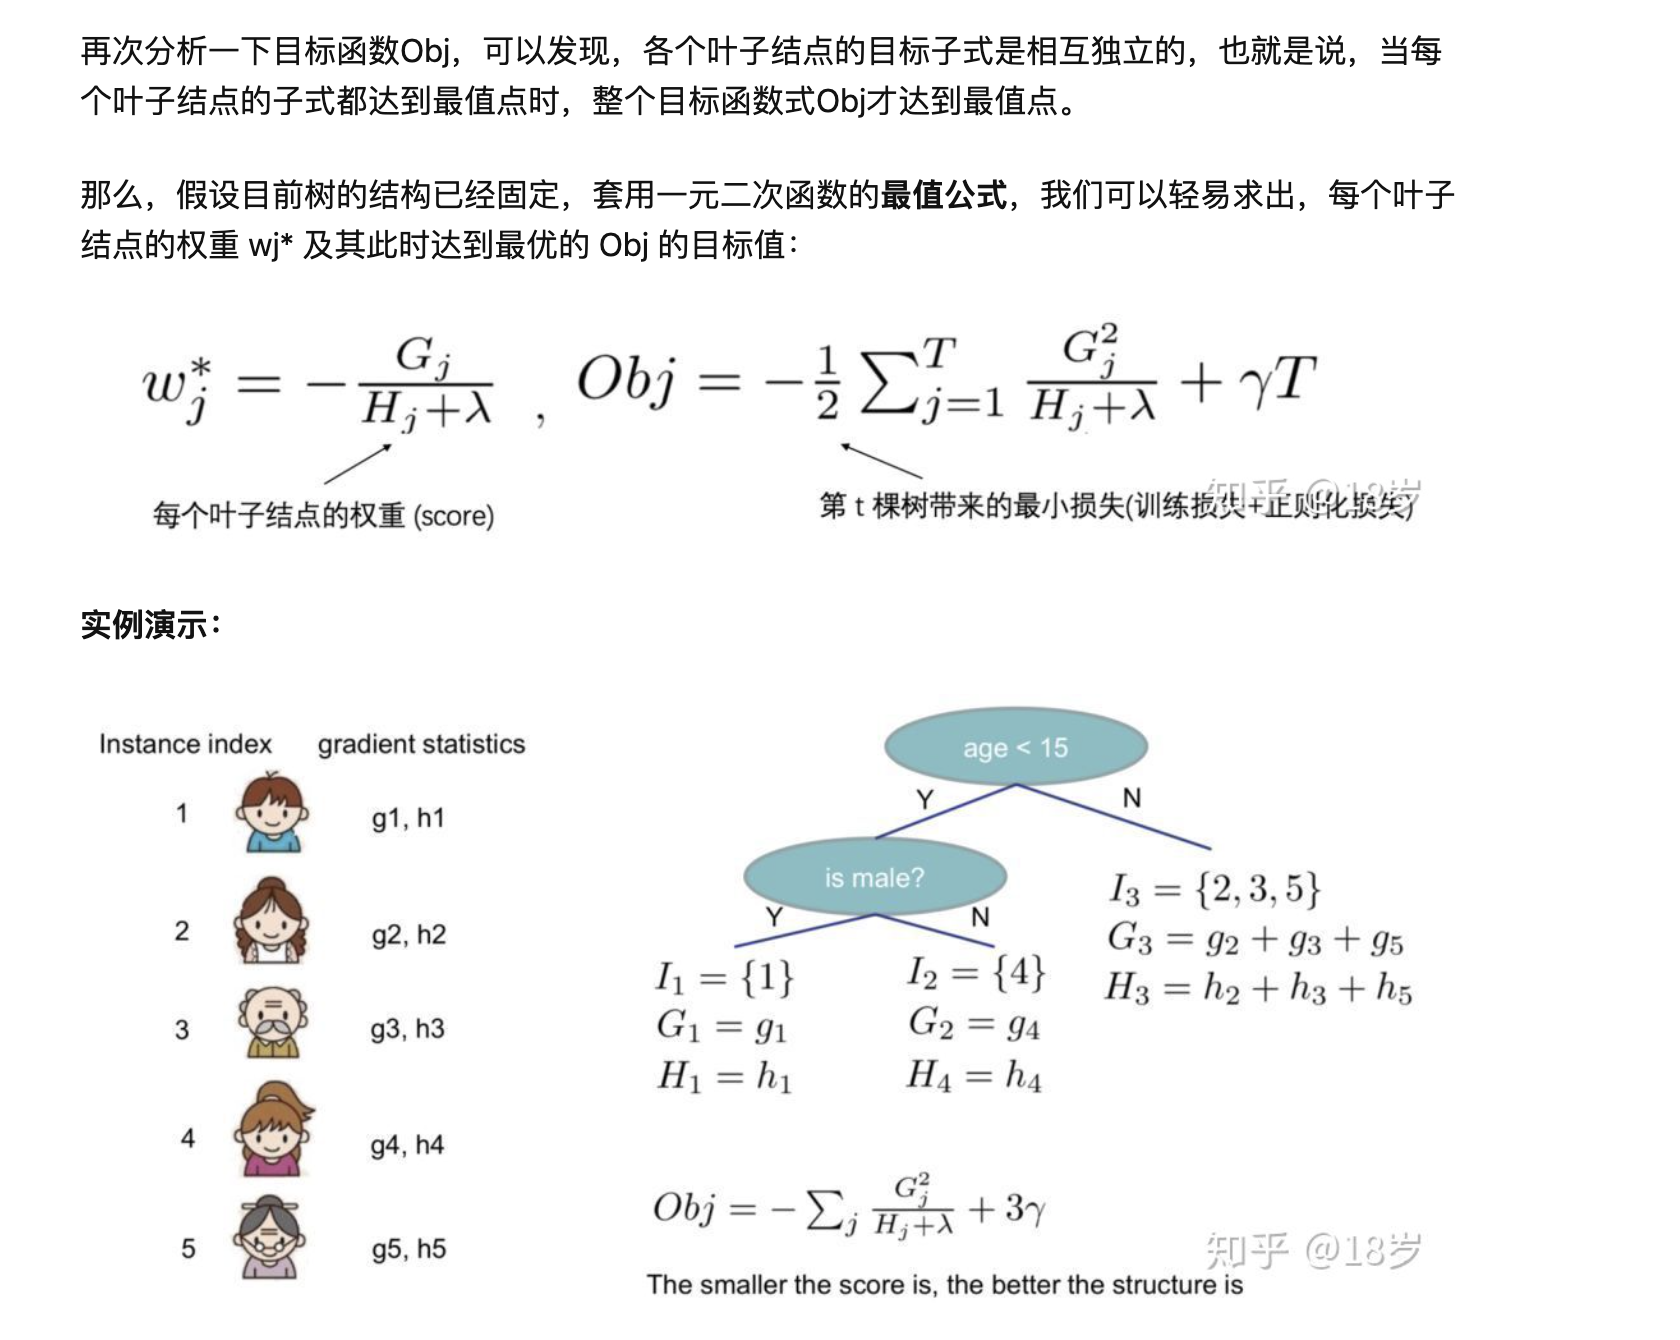 再次分析一下目标函数Obj，可以发现，各个叶子结点的目标子式是相互独立的，也就是说，当每
个叶子结点的子式都达到最值点时，整个目标函数式Obj才达到最值点。
那么，假设目前树的结构已经固定，套用一元二次函数的最值公式，我们可以轻易求出，每个叶子
结点的权重 wj* 及其此时达到最优的 Obj 的目标值：
w_j^* = -\frac{G_j}{H_j+λ} , Obj = -\frac{1}{2} \sum_{j=1}^{T} \frac{G_j^2}{H_j+λ} + γT
每个叶子结点的权重 (score)
第 t 棵树带来的最小损失(训练损失+正则化损失)
知乎 @18岁
实例演示：
Instance index gradient statistics
1 g1, h1
2 g2, h2
3 g3, h3
4 g4, h4
5 g5, h5
age < 15
Y N
is male?
Y N
I_1 = {1}
G_1 = g_1
H_1 = h_1
I_2 = {4}
G_2 = g_4
H_4 = h_4
I_3 = {2, 3, 5}
G_3 = g_2 + g_3 + g_5
H_3 = h_2 + h_3 + h_5
Obj = -\sum_j \frac{G_j^2}{H_j+λ} + 3γ
知乎 @18岁
The smaller the score is, the better the structure is